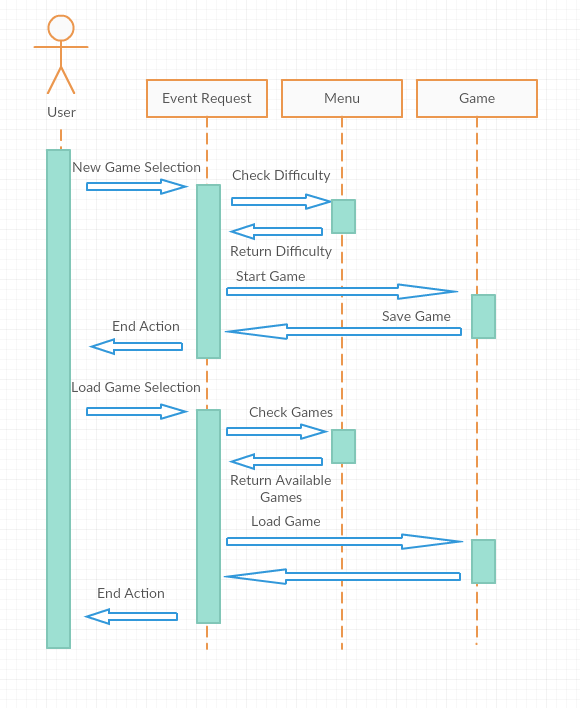 User
Event Request
Menu
Game
New Game Selection
Check Difficulty
Return Difficulty
Start Game
Save Game
End Action
Load Game Selection
Check Games
Return Available
Games
Load Game
End Action